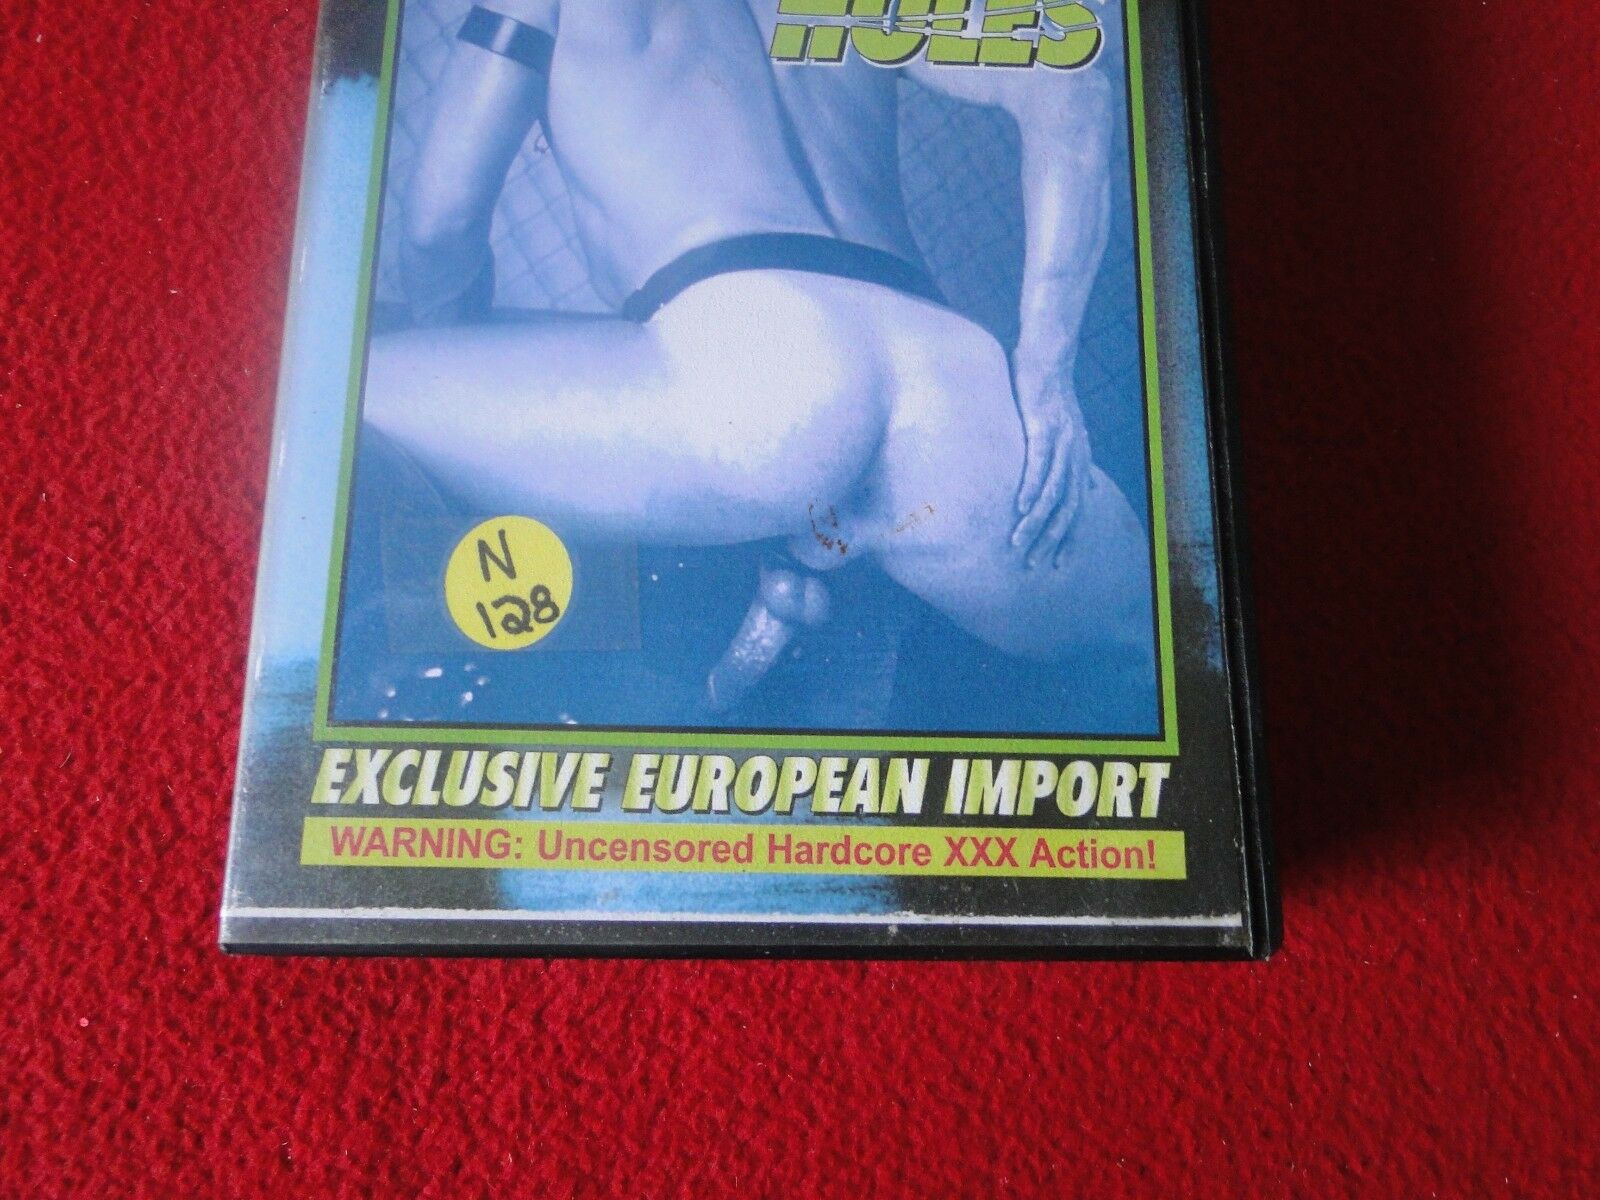 HOLES
N
128
EXCLUSIVE EUROPEAN IMPORT
WARNING: Uncensored Hardcore XXX Action!